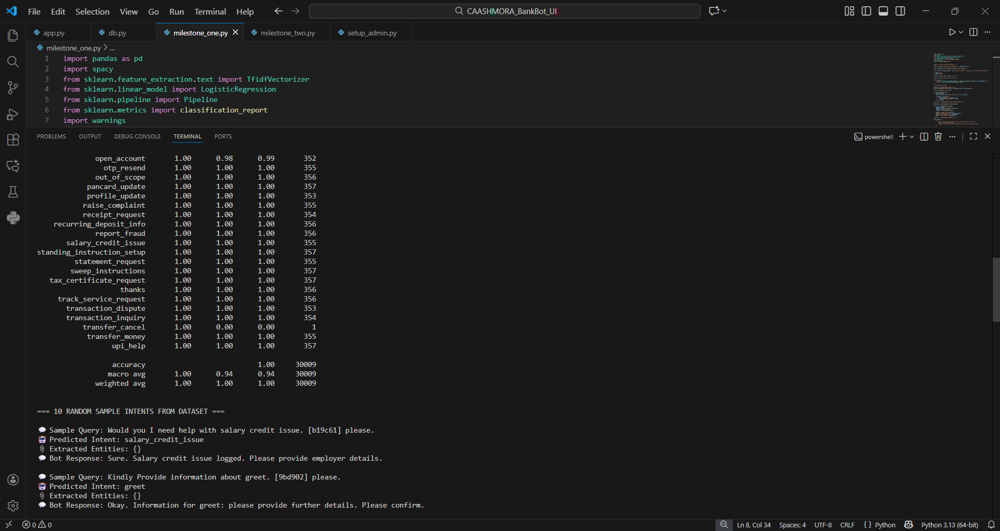 File Edit Selection View Go Run Terminal Help
CAASHMORA_BankBot_UI
app.py db.py milestone_one.py milestone_two.py setup_admin.py
milestone_one.py > ...
1 import pandas as pd
2 import spacy
3 from sklearn.feature_extraction.text import TfidfVectorizer
4 from sklearn.linear_model import LogisticRegression
5 from sklearn.pipeline import Pipeline
6 from sklearn.metrics import classification_report
7 import warnings
PROBLEMS OUTPUT DEBUG CONSOLE TERMINAL PORTS
powershell
open_account 1.00 0.98 0.99 352
otp_resend 1.00 1.00 1.00 355
out_of_scope 1.00 1.00 1.00 356
pancard_update 1.00 1.00 1.00 357
profile_update 1.00 1.00 1.00 353
raise_complaint 1.00 1.00 1.00 355
receipt_request 1.00 1.00 1.00 354
recurring_deposit_info 1.00 1.00 1.00 356
report_fraud 1.00 1.00 1.00 356
salary_credit_issue 1.00 1.00 1.00 355
standing_instruction_setup 1.00 1.00 1.00 357
statement_request 1.00 1.00 1.00 355
sweep_instructions 1.00 1.00 1.00 357
tax_certificate_request 1.00 1.00 1.00 357
thanks 1.00 1.00 1.00 356
track_service_request 1.00 1.00 1.00 356
transaction_dispute 1.00 1.00 1.00 353
transaction_inquiry 1.00 1.00 1.00 354
transfer_cancel 1.00 0.00 0.00 1
transfer_money 1.00 1.00 1.00 355
upi_help 1.00 1.00 1.00 357
accuracy 1.00 30009
macro avg 1.00 0.94 0.94 30009
weighted avg 1.00 1.00 1.00 30009
=== 10 RANDOM SAMPLE INTENTS FROM DATASET ===
Sample Query: Would you I need help with salary credit issue. [b19c61] please.
Predicted Intent: salary_credit_issue
Extracted Entities: {}
Bot Response: Sure. Salary credit issue logged. Please provide employer details.
Sample Query: Kindly Provide information about greet. [9bd902] please.
Predicted Intent: greet
Extracted Entities: {}
Bot Response: Okay. Information for greet: please provide further details. Please confirm.
0 0 Ln 8, Col 34 Spaces: 4 UTF-8 CRLF { } Python Python 3.13 (64-bit)